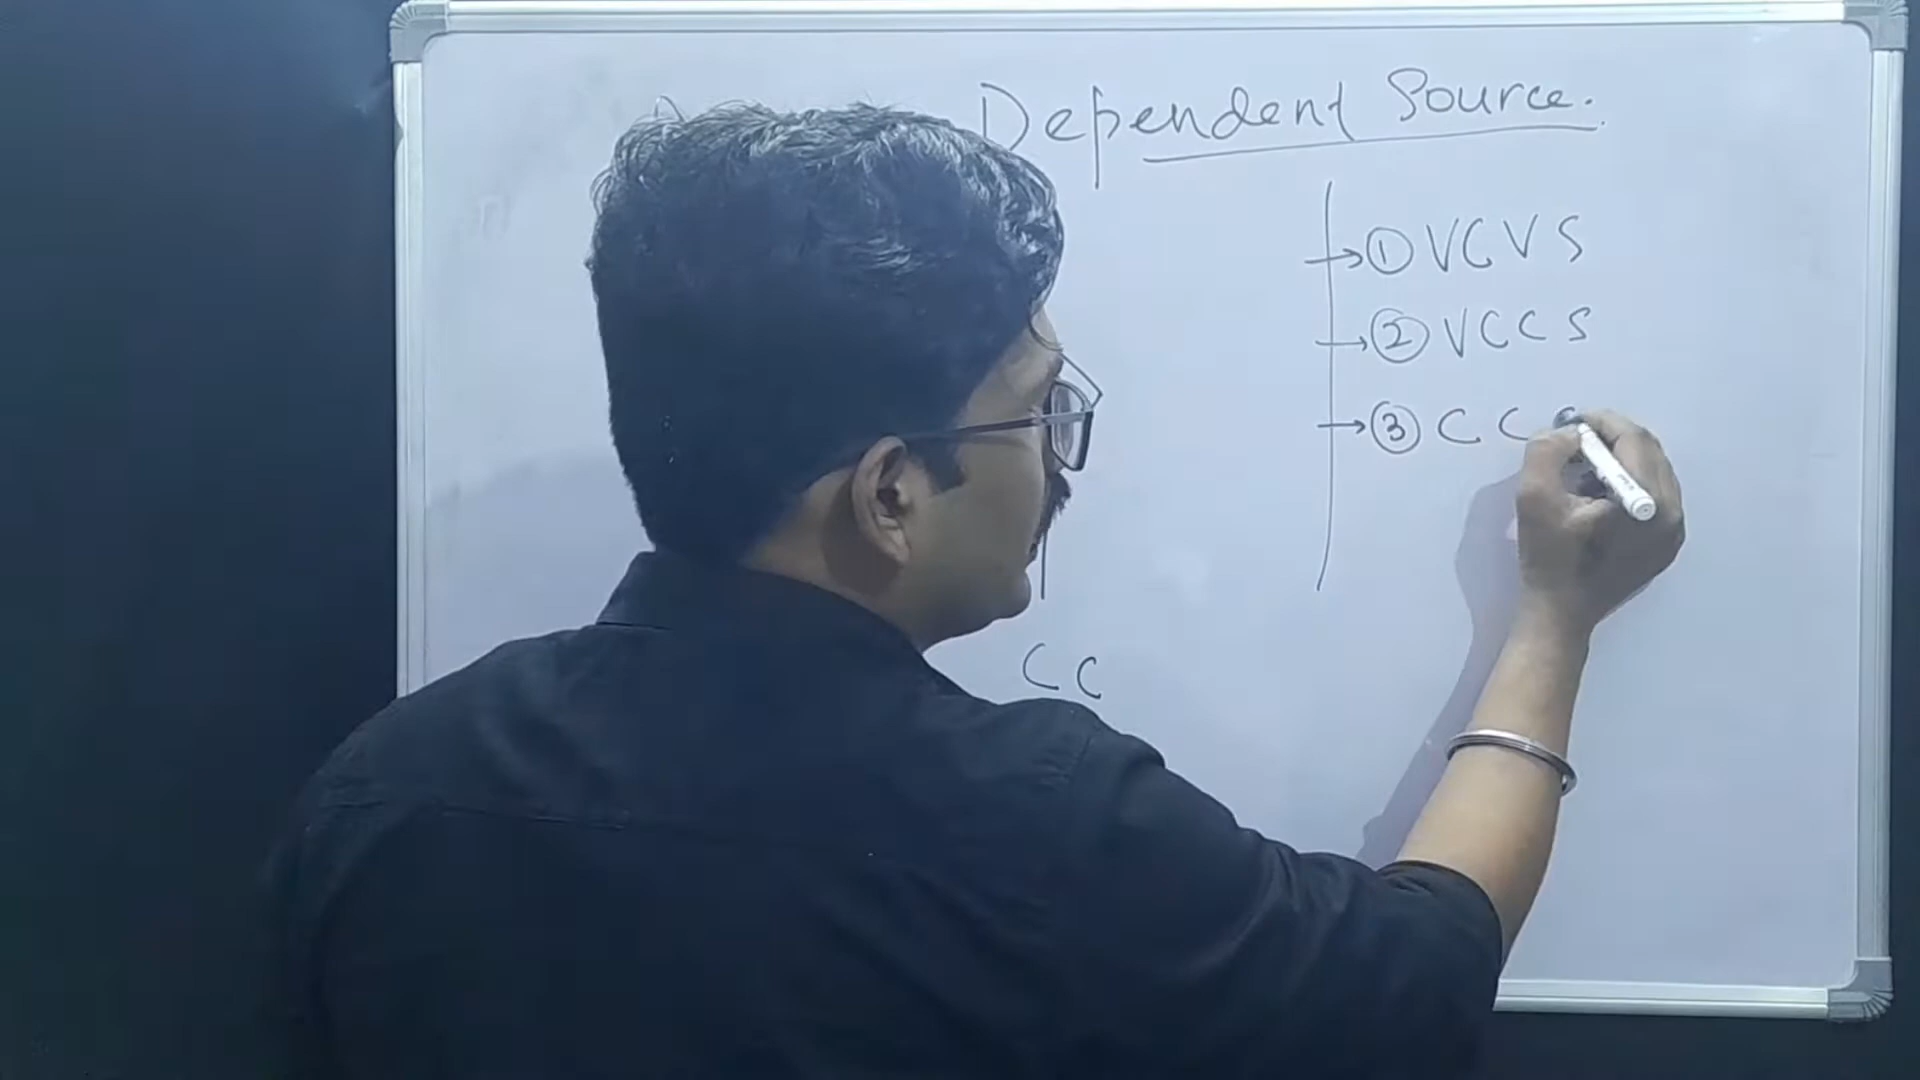 Dependent Source.
① VCVS
② VCCS
③ CC
CC